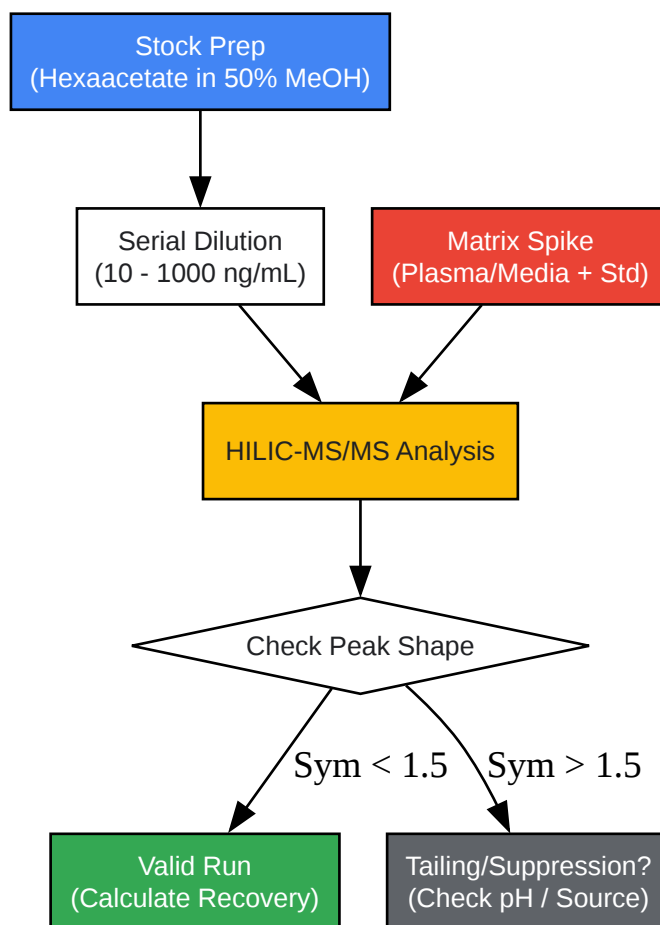 Stock Prep
(Hexaacetate in 50% MeOH)
Serial Dilution
(10 - 1000 ng/mL)
Matrix Spike
(Plasma/Media + Std)
HILIC-MS/MS Analysis
Check Peak Shape
Sym < 1.5
Sym > 1.5
Valid Run
(Calculate Recovery)
Tailing/Suppression?
(Check pH / Source)